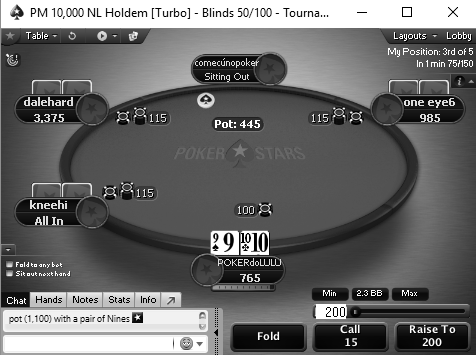 PM 10,000 NL Holdem [Turbo] - Blinds 50/100 - Tourna...
Table
Layouts
Lobby
My Position: 3rd of 5
In 1 min 75/150
comecúnopoker
Sitting Out
dalehard
3,375
115
Pot: 445
115
one eye6
985
POKER STARS
kneehi
All In
115
100
9 9 10 10
POKERdoLULU
765
Fold to any bot
Sit out next hand
Chat Hands Notes Stats Info
pot (1,100) with a pair of Nines
Min 2.3 BB Max
200
Fold
Call
15
Raise To
200